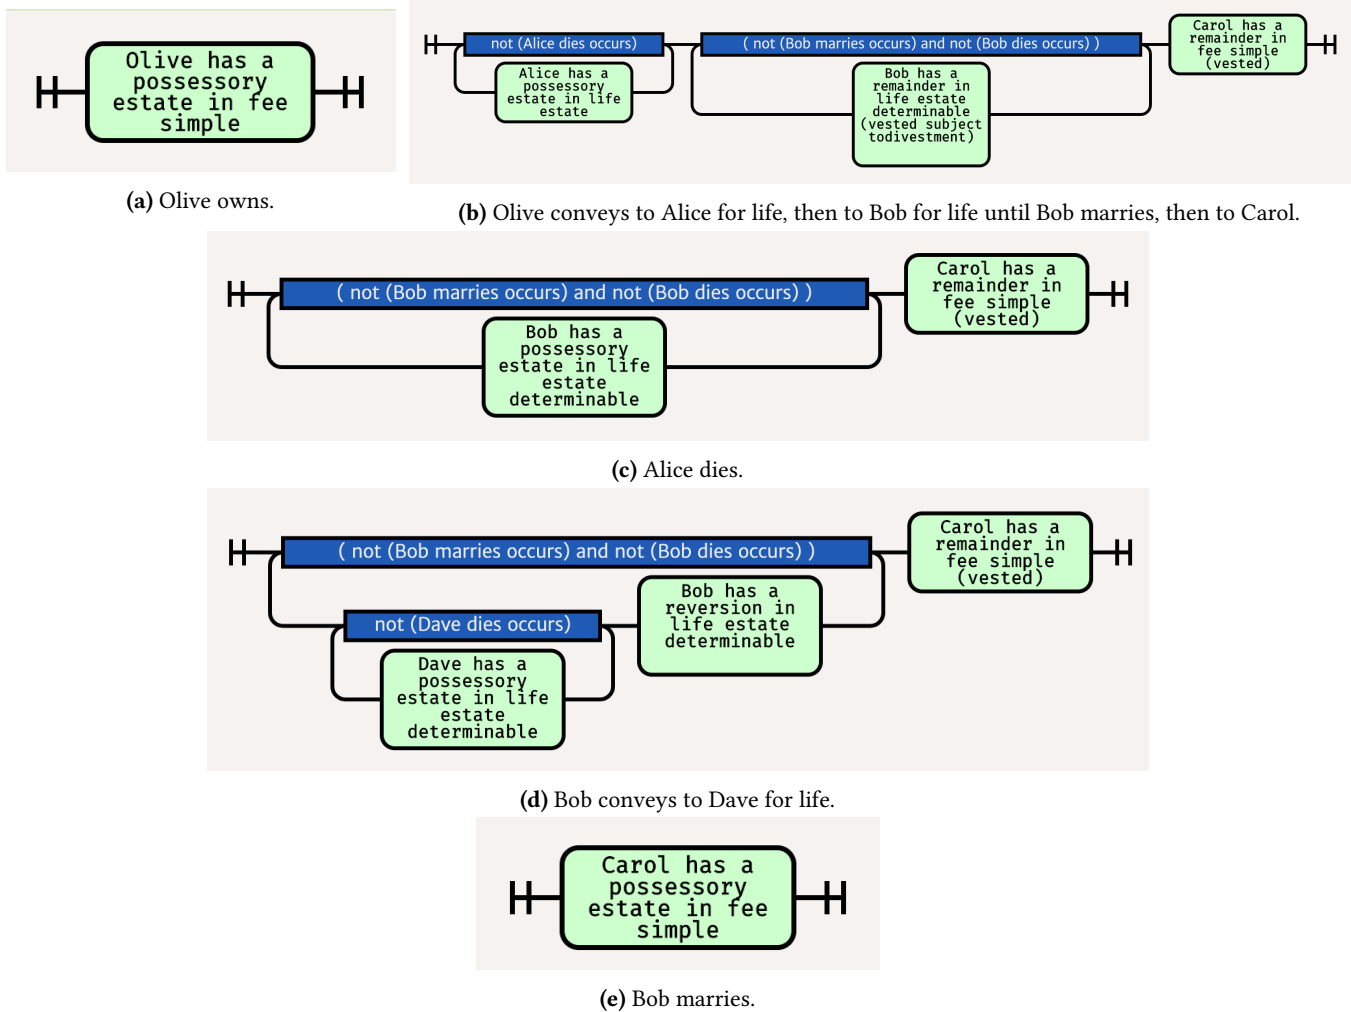 Olive has a
possessory
estate in fee
simple
(a) Olive owns.
not (Alice dies occurs)
Alice has a
possessory
estate in life
estate
( not (Bob marries occurs) and not (Bob dies occurs) )
Bob has a
remainder in
life estate
determinable
(vested subject
todivestment)
Carol has a
remainder in
fee simple
(vested)
(b) Olive conveys to Alice for life, then to Bob for life until Bob marries, then to Carol.
( not (Bob marries occurs) and not (Bob dies occurs) )
Bob has a
possessory
estate in life
estate
determinable
Carol has a
remainder in
fee simple
(vested)
(c) Alice dies.
( not (Bob marries occurs) and not (Bob dies occurs) )
not (Dave dies occurs)
Dave has a
possessory
estate in life
estate
determinable
Bob has a
reversion in
life estate
determinable
Carol has a
remainder in
fee simple
(vested)
(d) Bob conveys to Dave for life.
Carol has a
possessory
estate in fee
simple
(e) Bob marries.